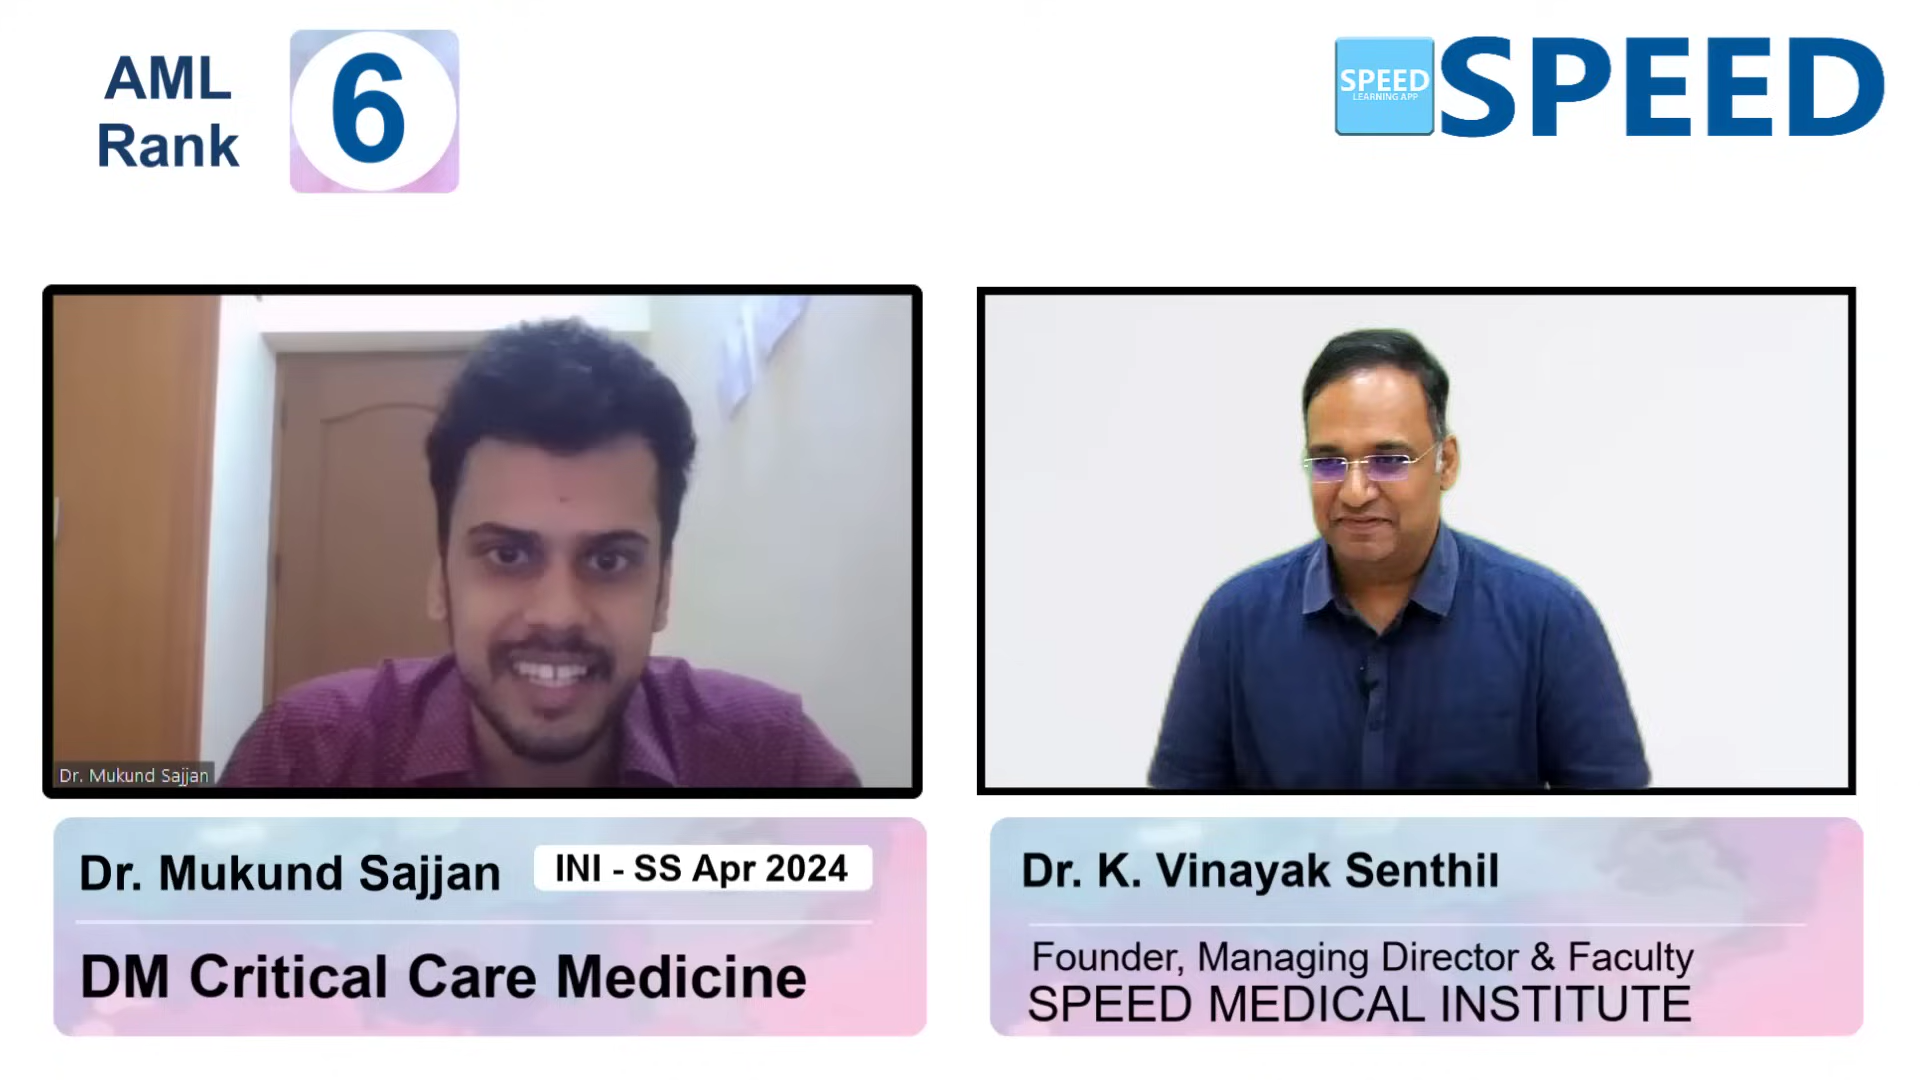 AML
Rank
6
SPEED
LEARNING APP
SPEED
Dr. Mukund Sajjan
Dr. Mukund Sajjan
INI - SS Apr 2024
DM Critical Care Medicine
Dr. K. Vinayak Senthil
Founder, Managing Director & Faculty
SPEED MEDICAL INSTITUTE